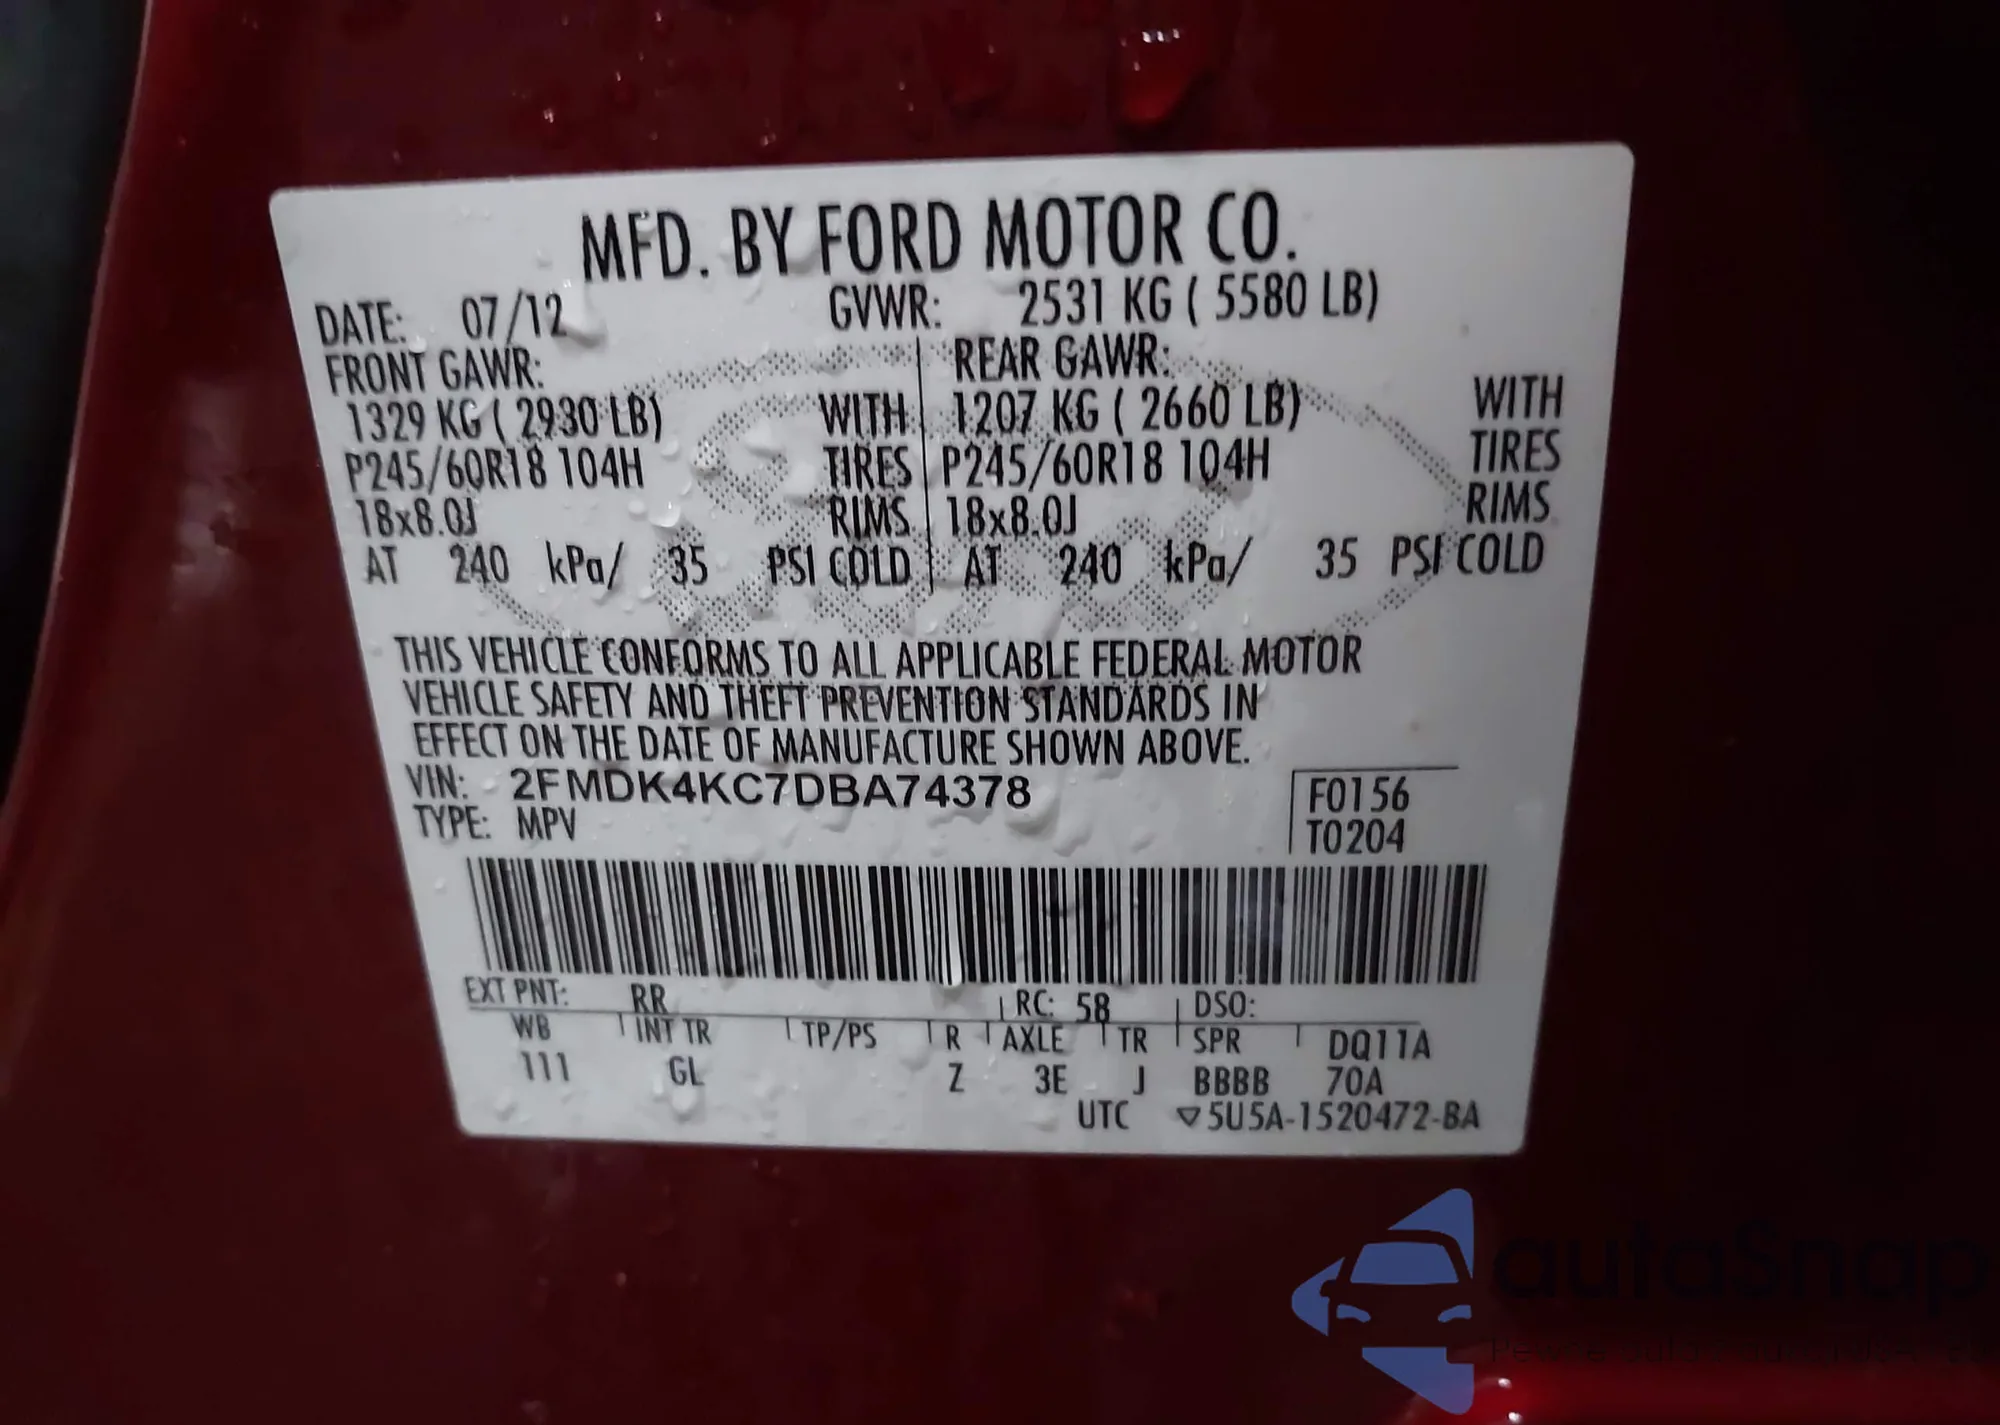 MFD. BY FORD MOTOR CO.
DATE: 07/12 GVWR: 2531 KG ( 5580 LB)
FRONT GAWR: REAR GAWR:
1329 KG ( 2930 LB) WITH 1207 KG ( 2660 LB) WITH
P245/60R18 104H TIRES P245/60R18 104H TIRES
18x8.0J RIMS 18x8.0J RIMS
AT 240 kPa/ 35 PSI COLD AT 240 kPa/ 35 PSI COLD
THIS VEHICLE CONFORMS TO ALL APPLICABLE FEDERAL MOTOR
VEHICLE SAFETY AND THEFT PREVENTION STANDARDS IN
EFFECT ON THE DATE OF MANUFACTURE SHOWN ABOVE.
VIN: 2FMDK4KC7DBA74378 F0156
TYPE: MPV T0204
EXT PNT: RR RC: 58 DSO:
WB INT TR TP/PS R AXLE TR SPR DQ11A
111 GL Z 3E J BBBB 70A
UTC ▽5U5A-1520472-BA
autoSnap